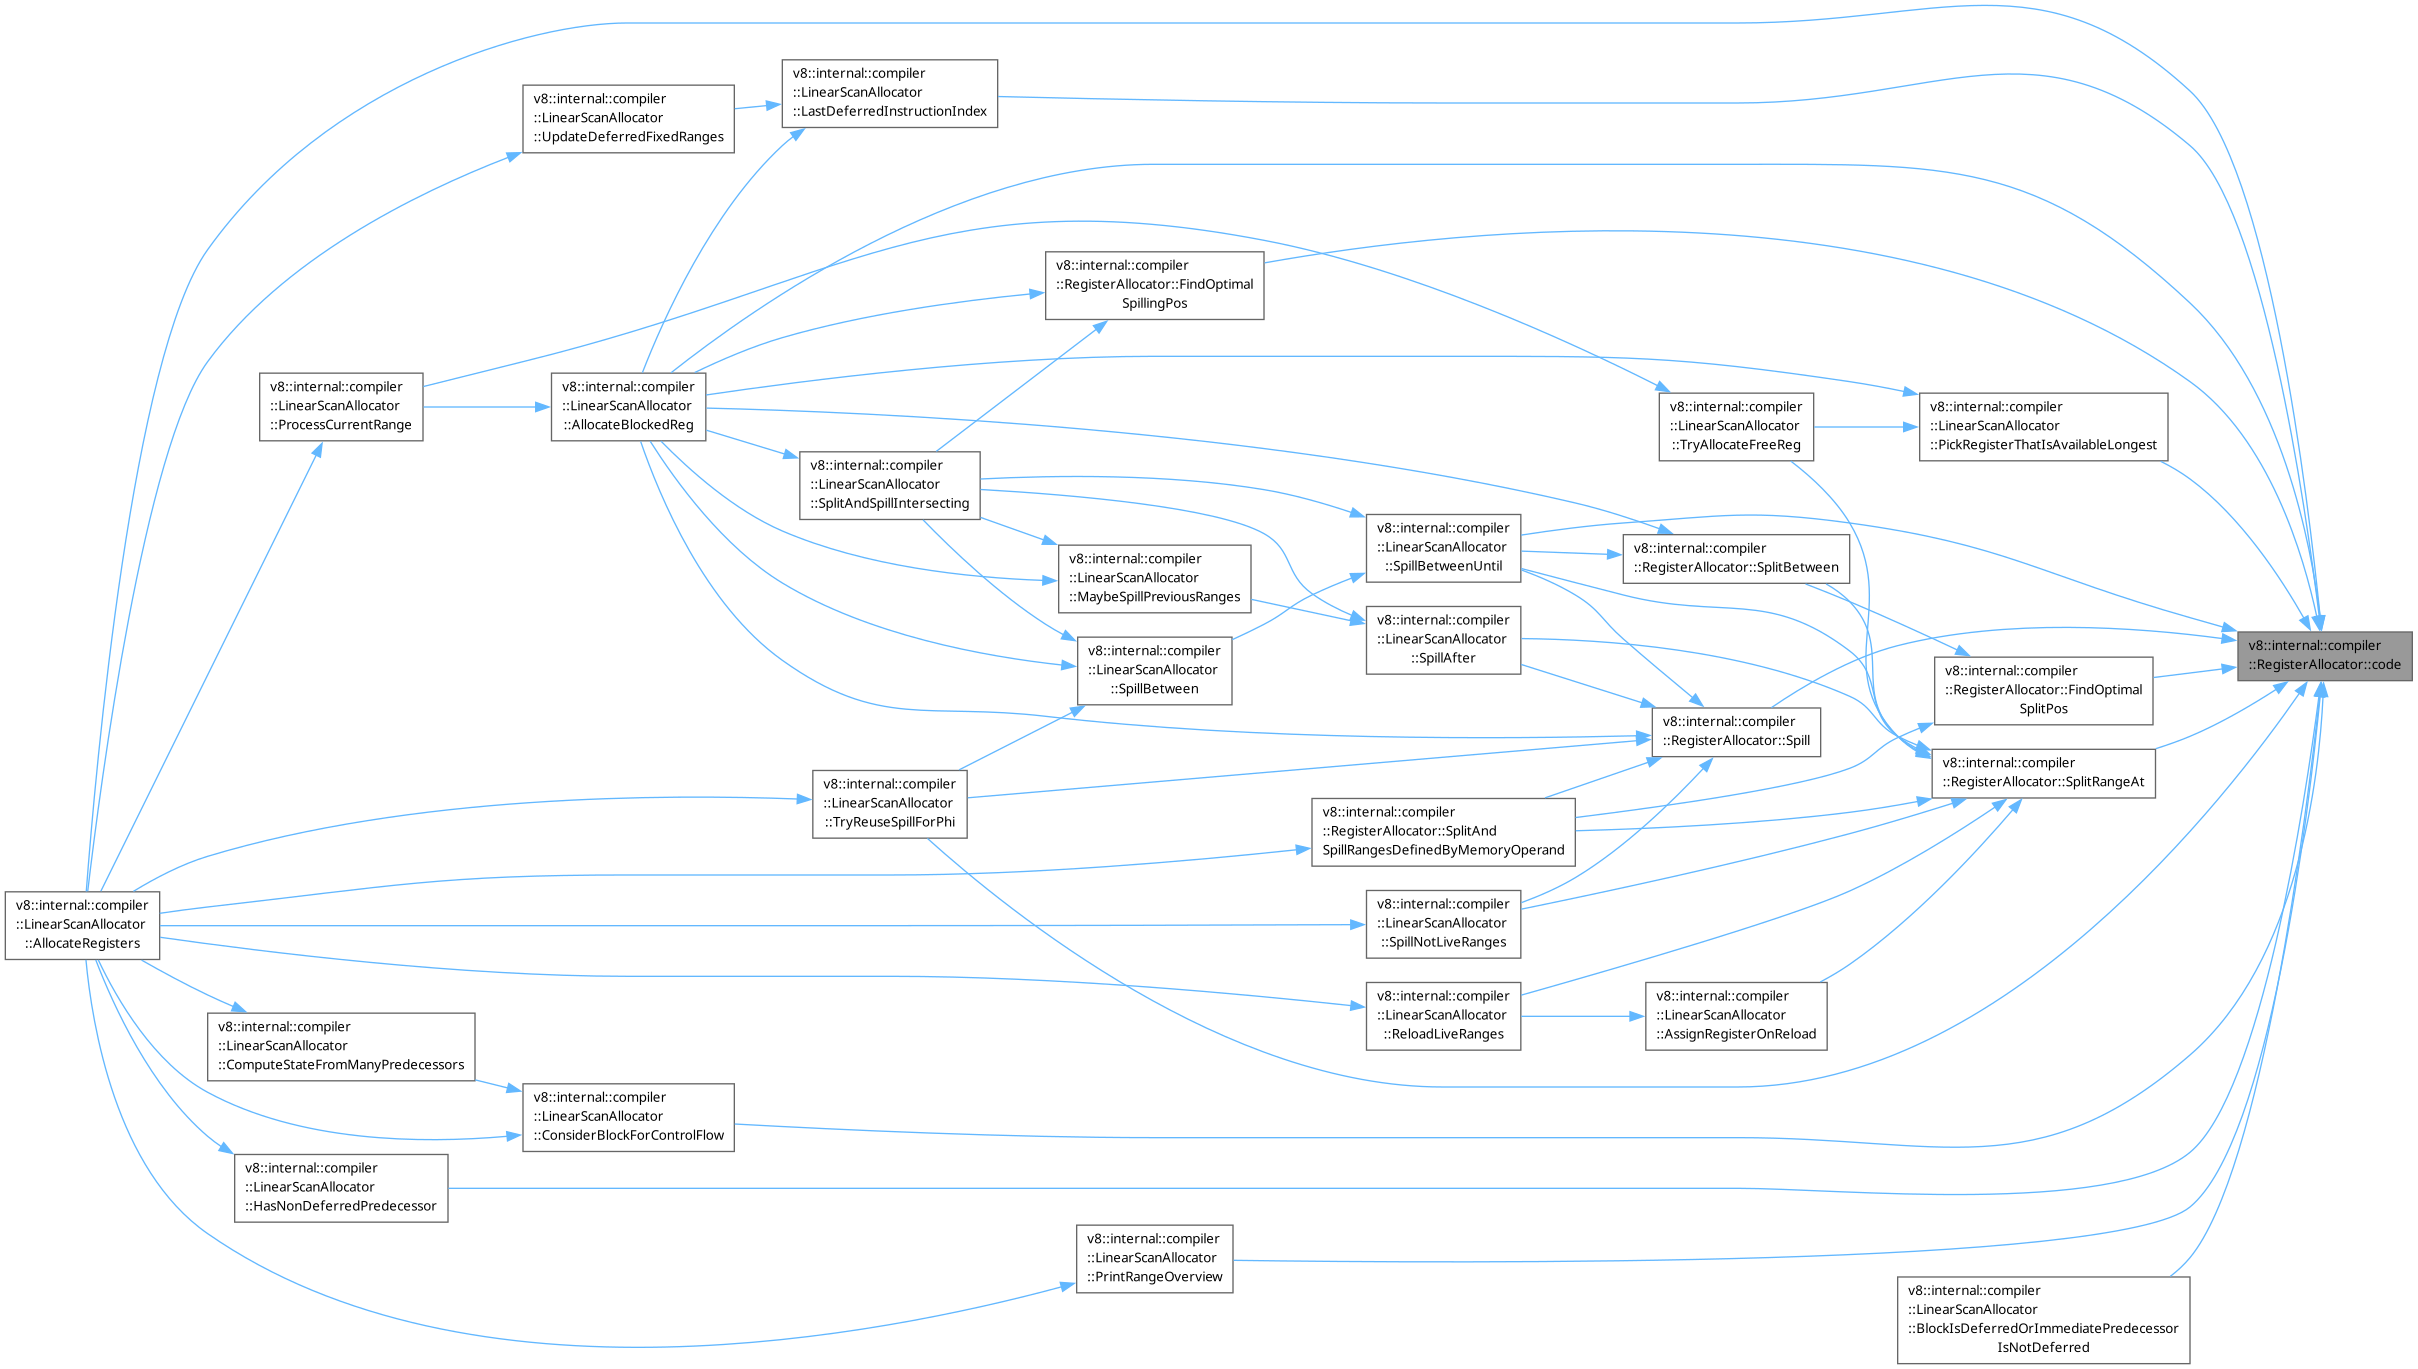 v8::internal::compiler
::LinearScanAllocator
::LastDeferredInstructionIndex
v8::internal::compiler
::LinearScanAllocator
::UpdateDeferredFixedRanges
v8::internal::compiler
::RegisterAllocator::FindOptimal
SpillingPos
v8::internal::compiler
::LinearScanAllocator
::ProcessCurrentRange
v8::internal::compiler
::LinearScanAllocator
::AllocateBlockedReg
v8::internal::compiler
::LinearScanAllocator
::TryAllocateFreeReg
v8::internal::compiler
::LinearScanAllocator
::PickRegisterThatIsAvailableLongest
v8::internal::compiler
::LinearScanAllocator
::SplitAndSpillIntersecting
v8::internal::compiler
::LinearScanAllocator
::SpillBetweenUntil
v8::internal::compiler
::RegisterAllocator::SplitBetween
v8::internal::compiler
::LinearScanAllocator
::MaybeSpillPreviousRanges
v8::internal::compiler
::LinearScanAllocator
::SpillAfter
v8::internal::compiler
::RegisterAllocator::code
v8::internal::compiler
::LinearScanAllocator
::SpillBetween
v8::internal::compiler
::RegisterAllocator::FindOptimal
SplitPos
v8::internal::compiler
::RegisterAllocator::Spill
v8::internal::compiler
::RegisterAllocator::SplitRangeAt
v8::internal::compiler
::LinearScanAllocator
::TryReuseSpillForPhi
v8::internal::compiler
::RegisterAllocator::SplitAnd
SpillRangesDefinedByMemoryOperand
v8::internal::compiler
::LinearScanAllocator
::AllocateRegisters
v8::internal::compiler
::LinearScanAllocator
::SpillNotLiveRanges
v8::internal::compiler
::LinearScanAllocator
::ReloadLiveRanges
v8::internal::compiler
::LinearScanAllocator
::AssignRegisterOnReload
v8::internal::compiler
::LinearScanAllocator
::ComputeStateFromManyPredecessors
v8::internal::compiler
::LinearScanAllocator
::ConsiderBlockForControlFlow
v8::internal::compiler
::LinearScanAllocator
::HasNonDeferredPredecessor
v8::internal::compiler
::LinearScanAllocator
::PrintRangeOverview
v8::internal::compiler
::LinearScanAllocator
::BlockIsDeferredOrImmediatePredecessor
IsNotDeferred